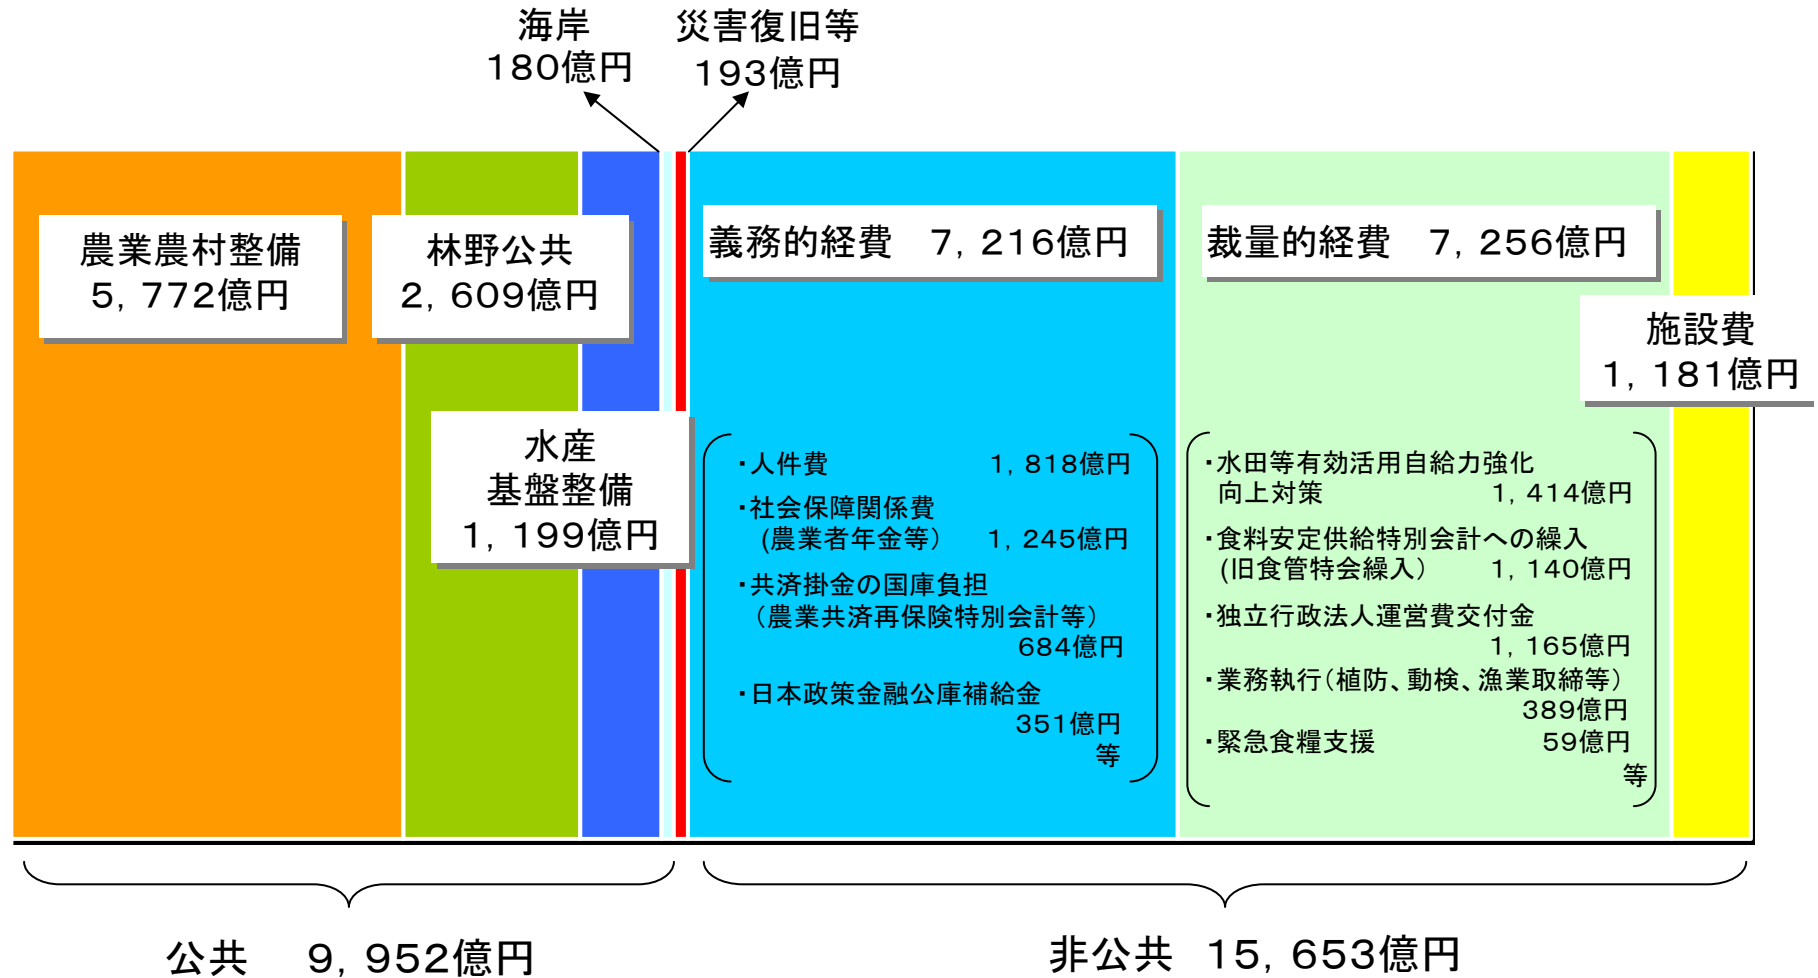 海岸
180億円
災害復旧等
193億円
農業農村整備
5,772億円
林野公共
2,609億円
水産
基盤整備
1,199億円
義務的経費　7,216億円
・人件費　1,818億円
・社会保障関係費
(農業者年金等)　1,245億円
・共済掛金の国庫負担
(農業共済再保険特別会計等)
684億円
・日本政策金融公庫補給金
351億円
等
裁量的経費　7,256億円
・水田等有効活用自給力強化
向上対策　1,414億円
・食料安定供給特別会計への繰入
(旧食管特会繰入)　1,140億円
・独立行政法人運営費交付金
1,165億円
・業務執行(植防、動検、漁業取締等)
389億円
・緊急食糧支援　59億円
等
施設費
1,181億円
公共　9,952億円
非公共　15,653億円